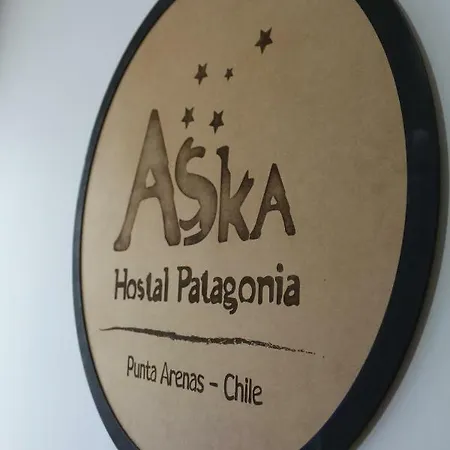 Aska
Hostal Patagonia
Punta Arenas - Chile